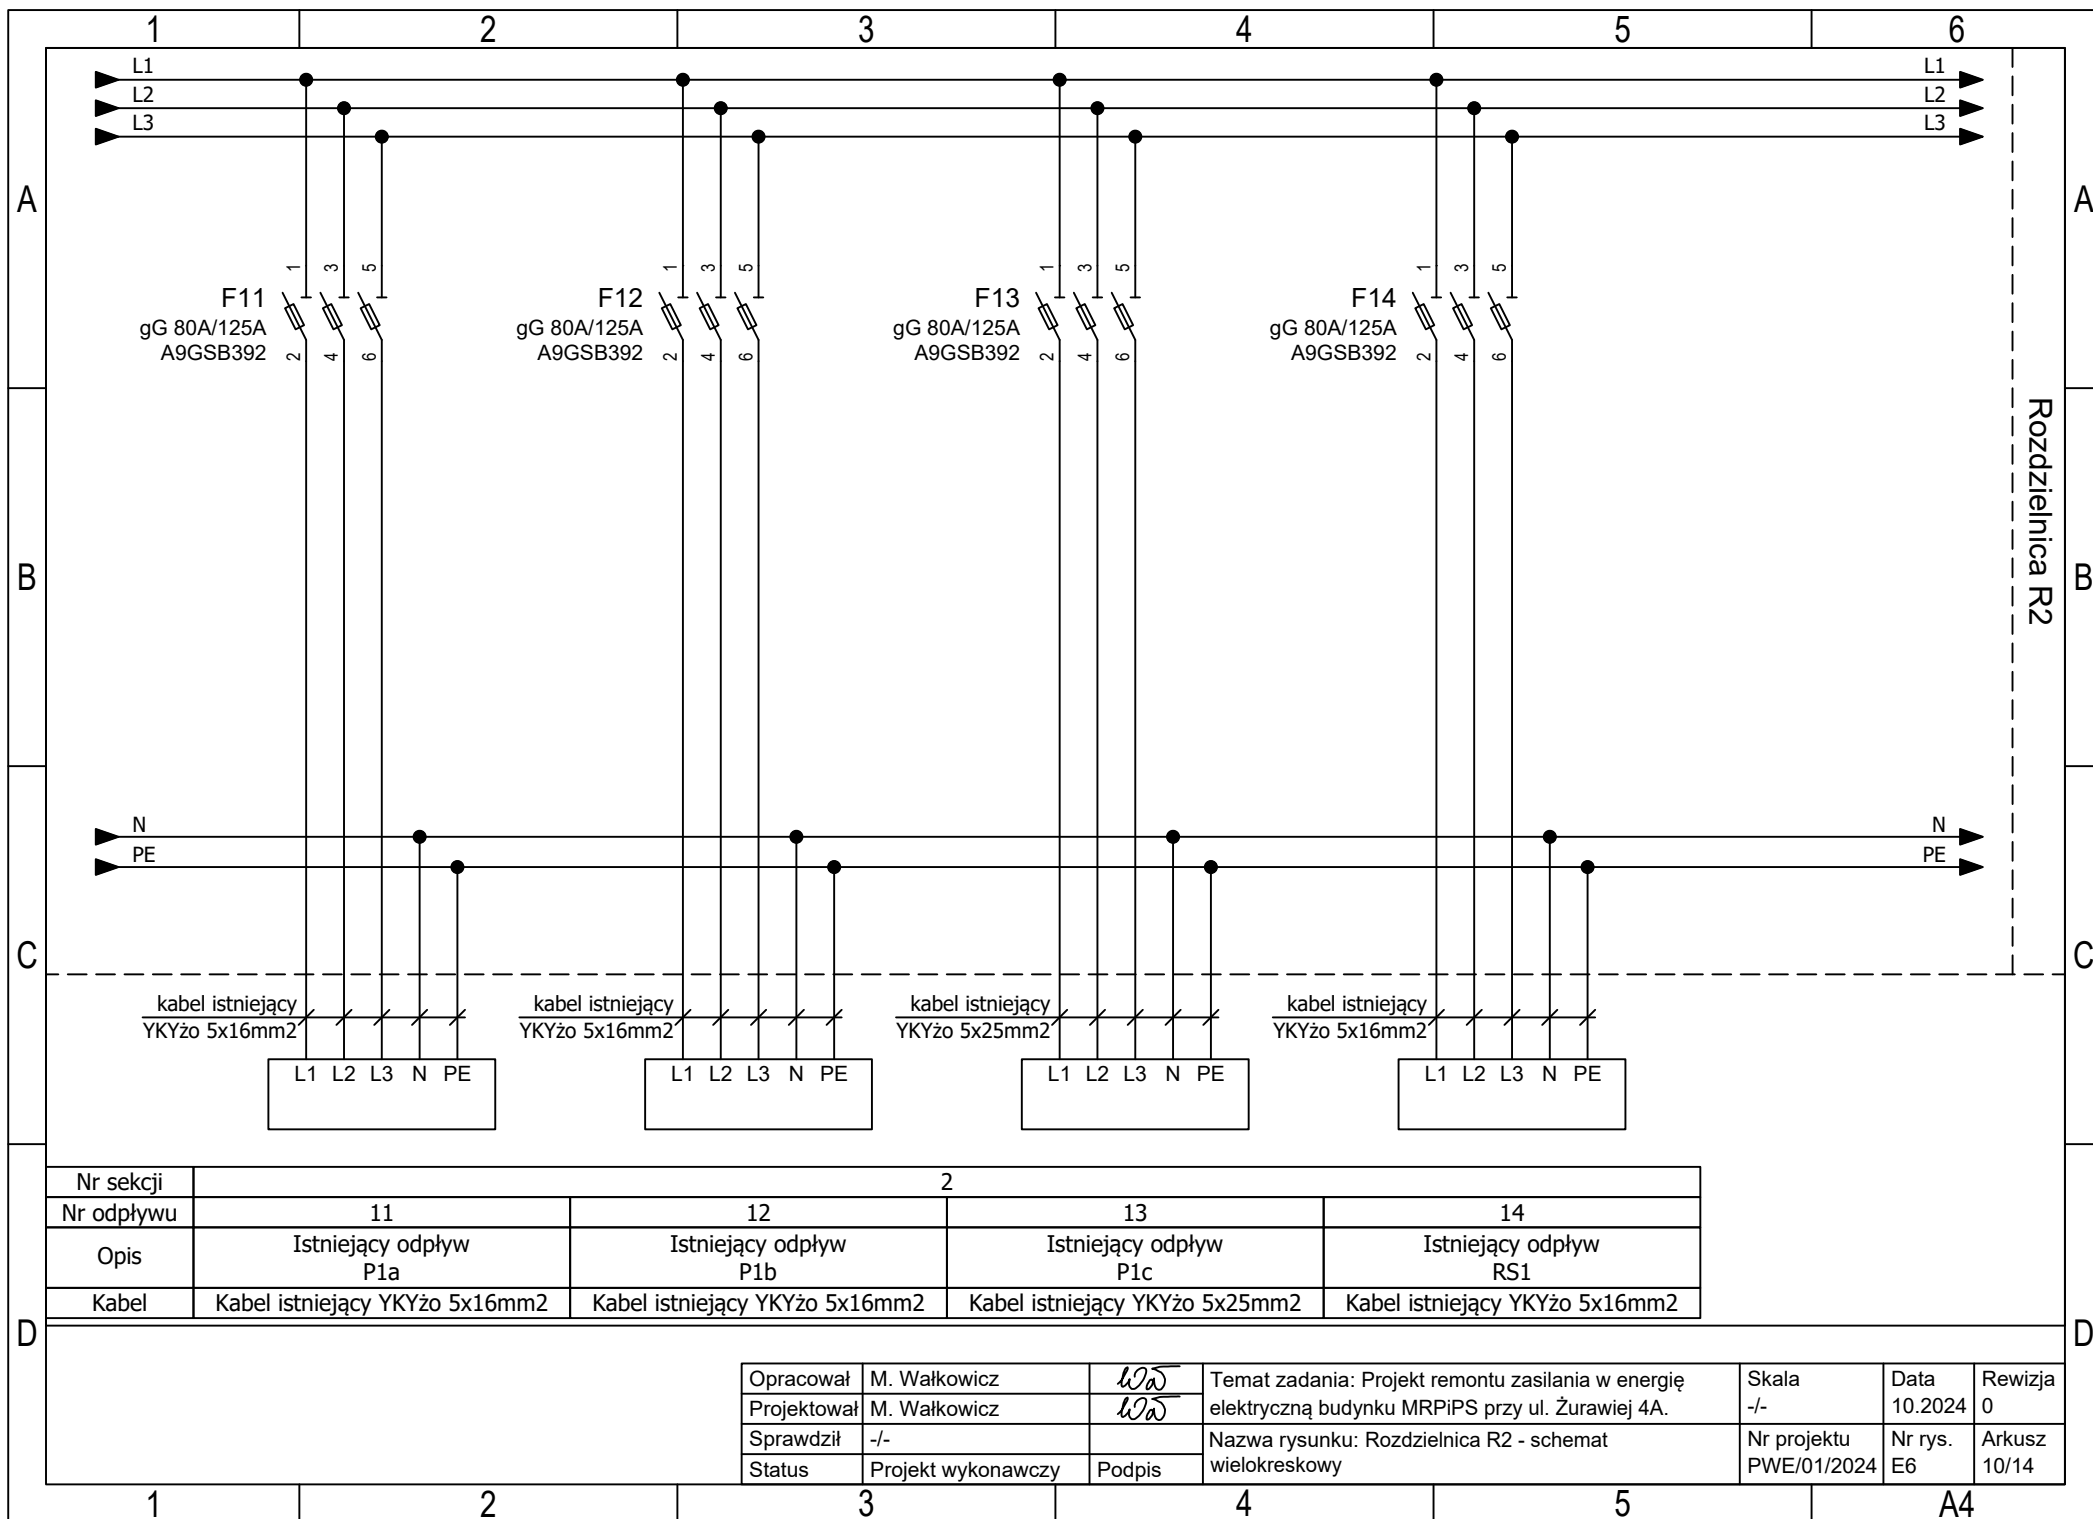 1 2 3 4 5 6
L1 L1
L2 L2
L3 L3
A A
1 3 5 1 3 5 1 3 5 1 3 5
F11 F12 F13 F14
gG 80A/125A gG 80A/125A gG 80A/125A gG 80A/125A
A9GSB392 A9GSB392 A9GSB392 A9GSB392
2 4 6 2 4 6 2 4 6 2 4 6
Rozdzielnica R2
B B
N N
PE PE
C C
kabel istniejący kabel istniejący kabel istniejący kabel istniejący
YKYżo 5x16mm2 YKYżo 5x16mm2 YKYżo 5x25mm2 YKYżo 5x16mm2
L1 L2 L3 N PE L1 L2 L3 N PE L1 L2 L3 N PE L1 L2 L3 N PE
Nr sekcji 2
Nr odpływu 11 12 13 14
Opis Istniejący odpływ Istniejący odpływ Istniejący odpływ Istniejący odpływ
P1a P1b P1c RS1
Kabel Kabel istniejący YKYżo 5x16mm2 Kabel istniejący YKYżo 5x16mm2 Kabel istniejący YKYżo 5x25mm2 Kabel istniejący YKYżo 5x16mm2
D D
Opracował M. Wałkowicz Temat zadania: Projekt remontu zasilania w energię Skala Data Rewizja
Projektował M. Wałkowicz elektryczną budynku MRPiPS przy ul. Żurawiej 4A. -/- 10.2024 0
Sprawdził -/- Nazwa rysunku: Rozdzielnica R2 - schemat Nr projektu Nr rys. Arkusz
Status Projekt wykonawczy Podpis wielokreskowy PWE/01/2024 E6 10/14
1 2 3 4 5 A4